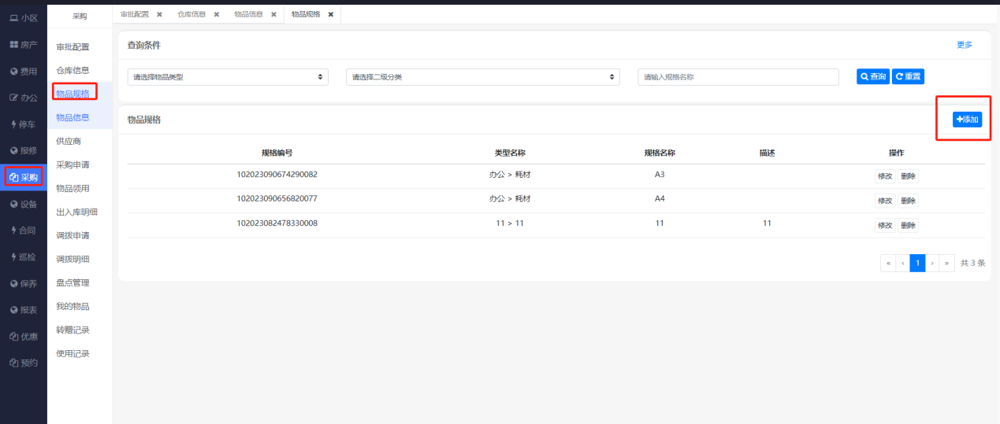 小区
房产
费用
办公
停车
报修
采购
设备
合同
巡检
保养
报表
优惠
预约
采购
审批配置
仓库信息
物品规格
物品信息
供应商
采购申请
物品领用
出入库明细
调拨申请
调拨明细
盘点管理
我的物品
转赠记录
使用记录
审批配置 ✖ 仓库信息 ✖ 物品信息 ✖ 物品规格 ✖
查询条件 更多
请选择物品类型 请选择二级分类 请输入规格名称 查询 重置
物品规格 +添加
规格编号 类型名称 规格名称 描述 操作
102023090674290082 办公 > 耗材 A3 修改 删除
102023090656820077 办公 > 耗材 A4 修改 删除
102023082478330008 11 > 11 11 11 修改 删除
« ‹ 1 › » 共 3 条